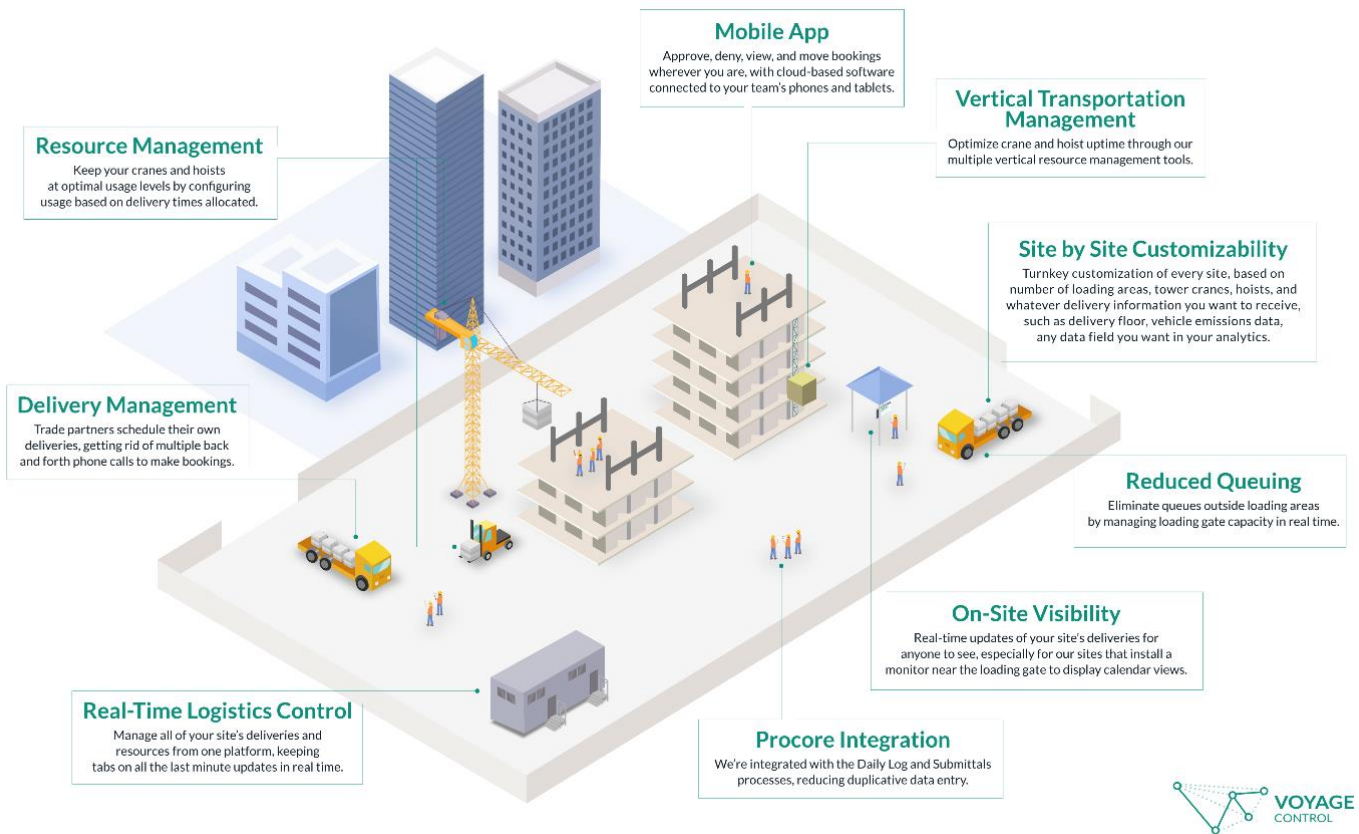 Mobile App
Approve, deny, view, and move bookings
wherever you are, with cloud-based software
connected to your team's phones and tablets.
Vertical Transportation
Management
Optimize crane and hoist uptime through our
multiple vertical resource management tools.
Resource Management
Keep your cranes and hoists
at optimal usage levels by configuring
usage based on delivery times allocated.
Site by Site Customizability
Turnkey customization of every site, based on
number of loading areas, tower cranes, hoists, and
whatever delivery information you want to receive,
such as delivery floor, vehicle emissions data,
any data field you want in your analytics.
Delivery Management
Trade partners schedule their own
deliveries, getting rid of multiple back
and forth phone calls to make bookings.
Reduced Queuing
Eliminate queues outside loading areas
by managing loading gate capacity in real time.
On-Site Visibility
Real-time updates of your site's deliveries for
anyone to see, especially for our sites that install a
monitor near the loading gate to display calendar views.
Real-Time Logistics Control
Manage all of your site's deliveries and
resources from one platform, keeping
tabs on all the last minute updates in real time.
Procore Integration
We're integrated with the Daily Log and Submittals
processes, reducing duplicative data entry.
VOYAGE
CONTROL